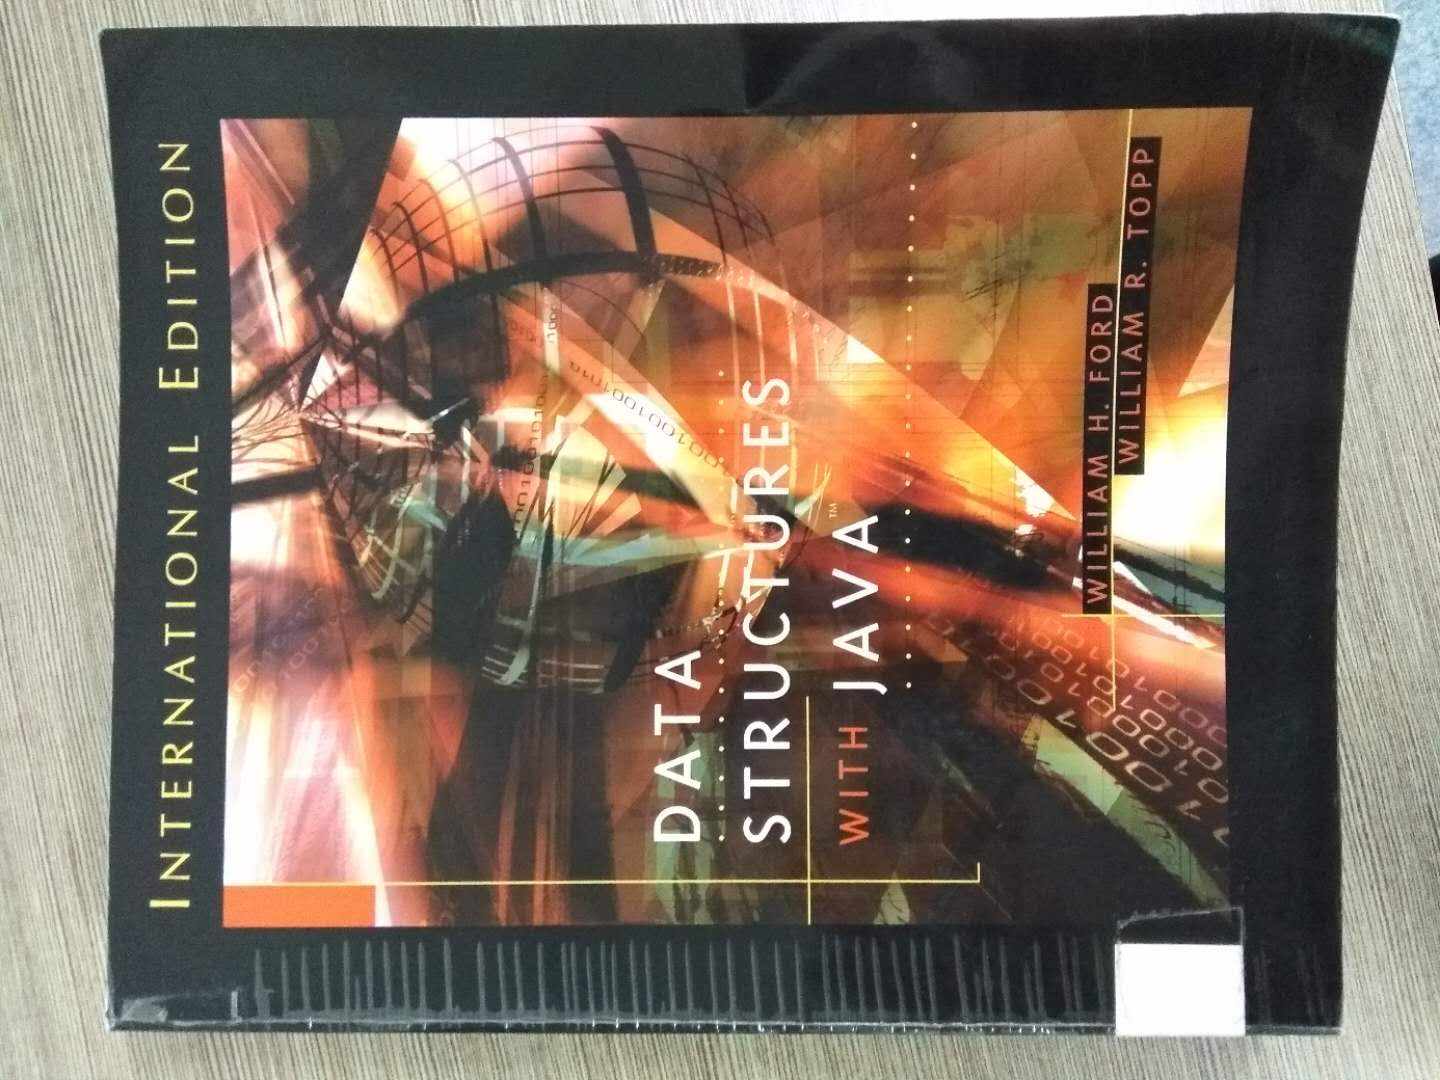 INTERNATIONAL EDITION
DATA
STRUCTURES
WITH JAVA™
WILLIAM H. FORD
WILLIAM R. TOPP